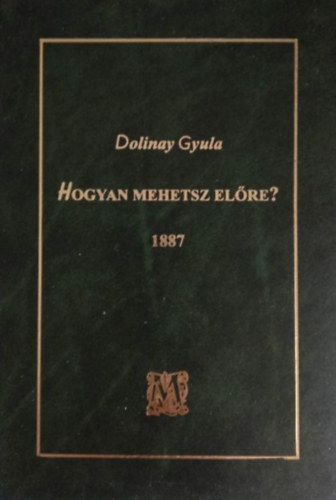 Dolinay Gyula
HOGYAN MEHETSZ ELŐRE?
1887
M